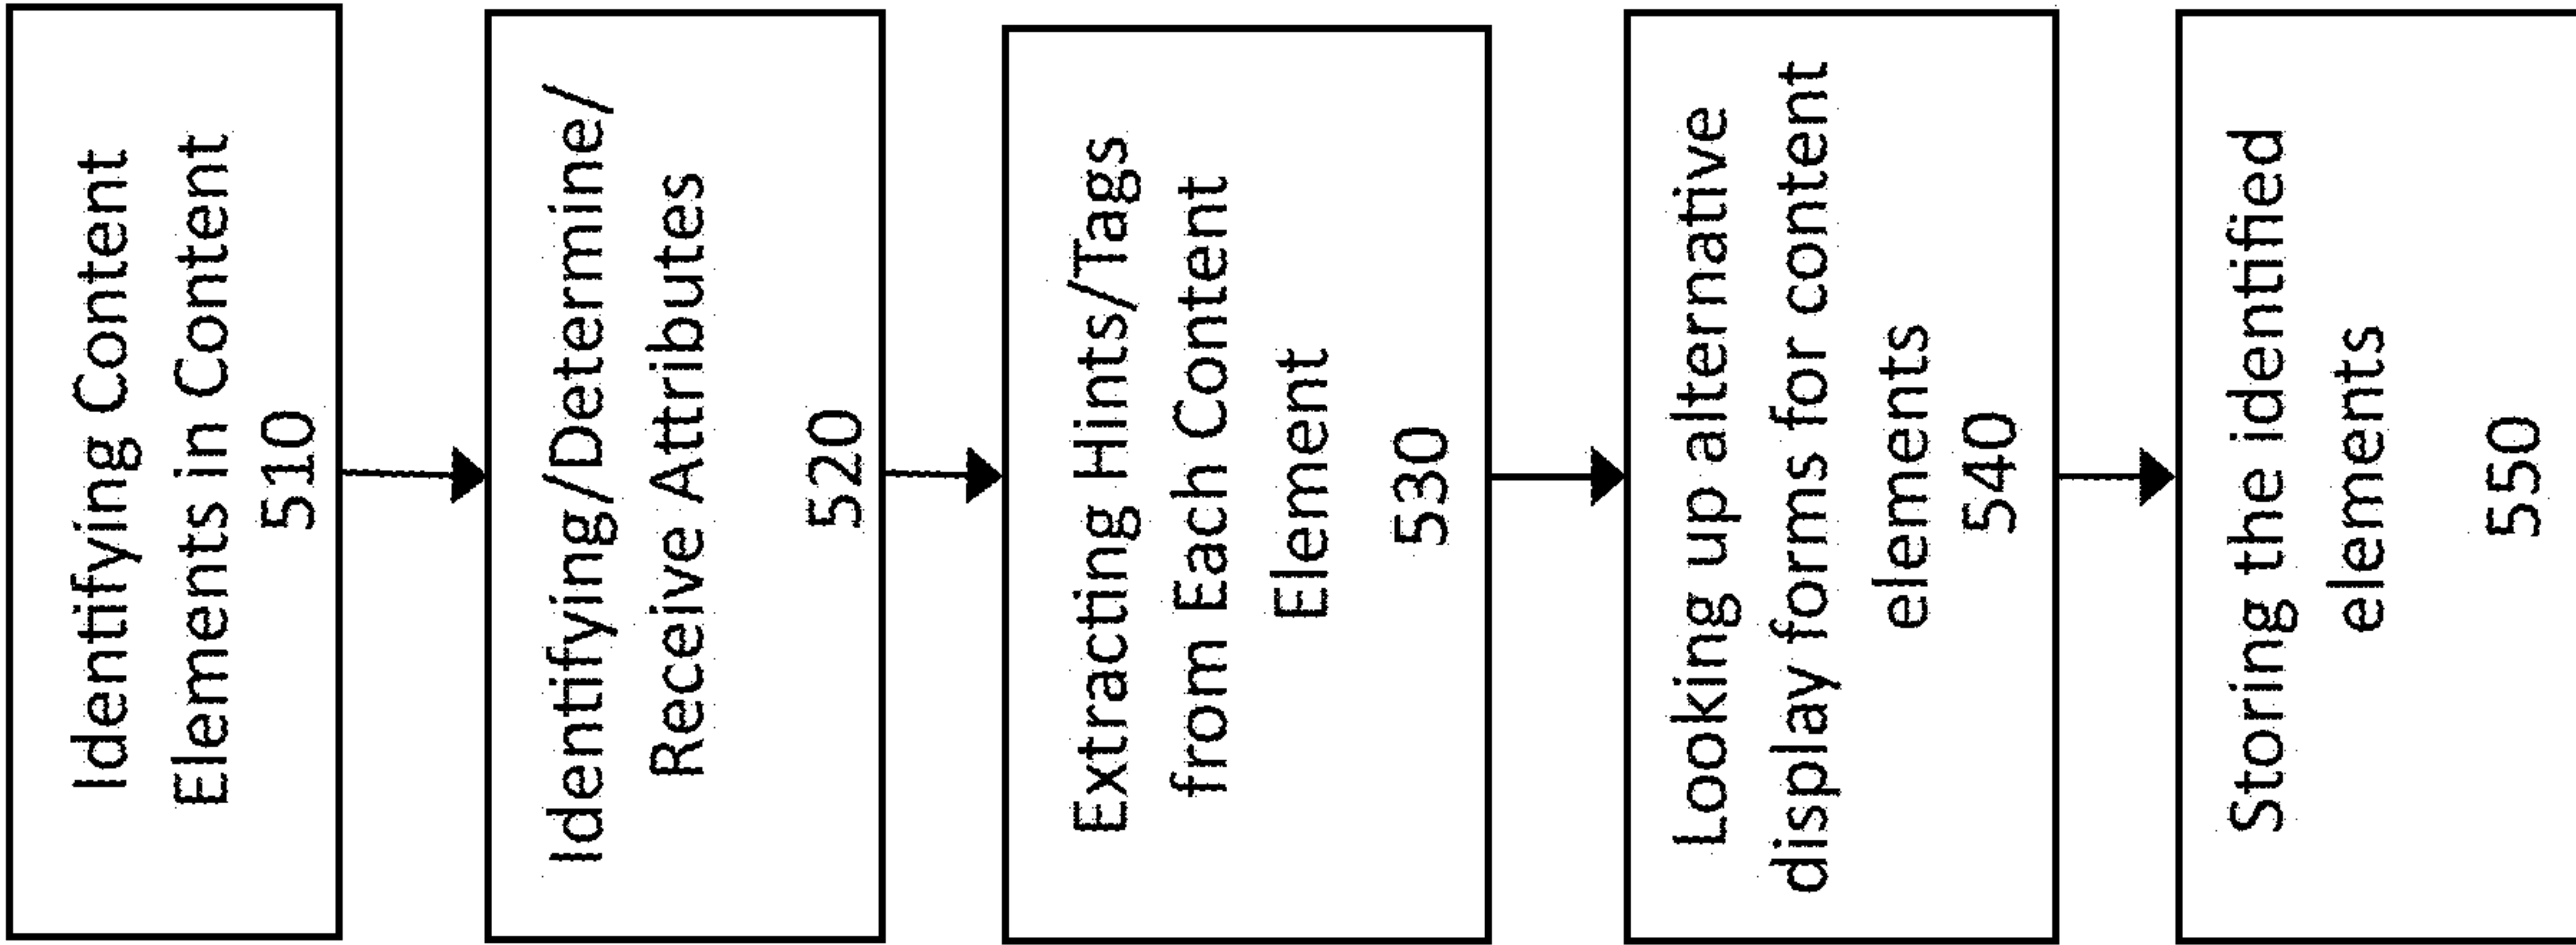 Identifying Content
Elements in Content
510
Identifying/Determine/
Receive Attributes
520
Extracting Hints/Tags
from Each Content
Element
530
Looking up alternative
display forms for content
elements
540
Storing the identified
elements
550